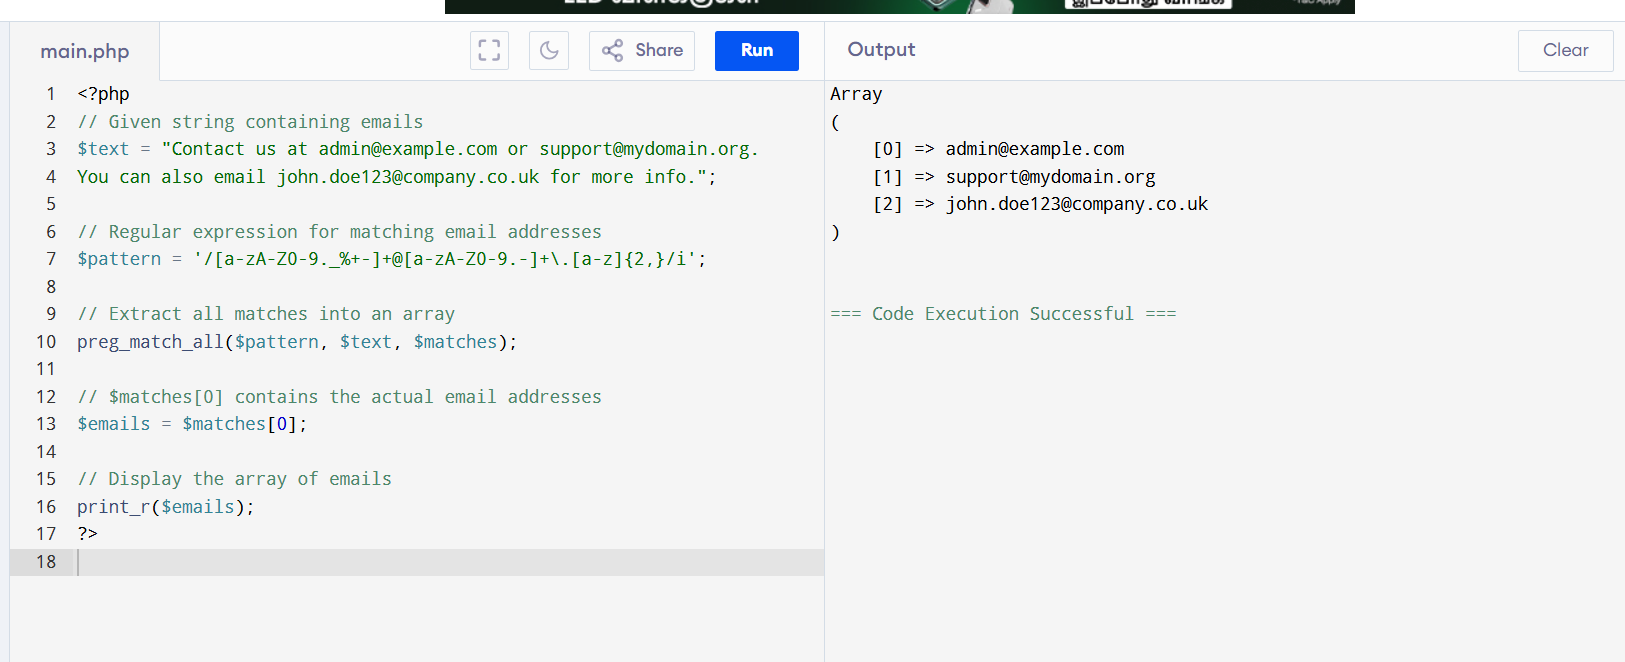 main.php
Share
Run
Output
Clear
1 <?php
2 // Given string containing emails
3 $text = "Contact us at admin@example.com or support@mydomain.org.
4 You can also email john.doe123@company.co.uk for more info.";
5
6 // Regular expression for matching email addresses
7 $pattern = '/[a-zA-Z0-9._%+-]+@[a-zA-Z0-9.-]+\.[a-z]{2,}/i';
8
9 // Extract all matches into an array
10 preg_match_all($pattern, $text, $matches);
11
12 // $matches[0] contains the actual email addresses
13 $emails = $matches[0];
14
15 // Display the array of emails
16 print_r($emails);
17 ?>
18
Array
(
[0] => admin@example.com
[1] => support@mydomain.org
[2] => john.doe123@company.co.uk
)
=== Code Execution Successful ===